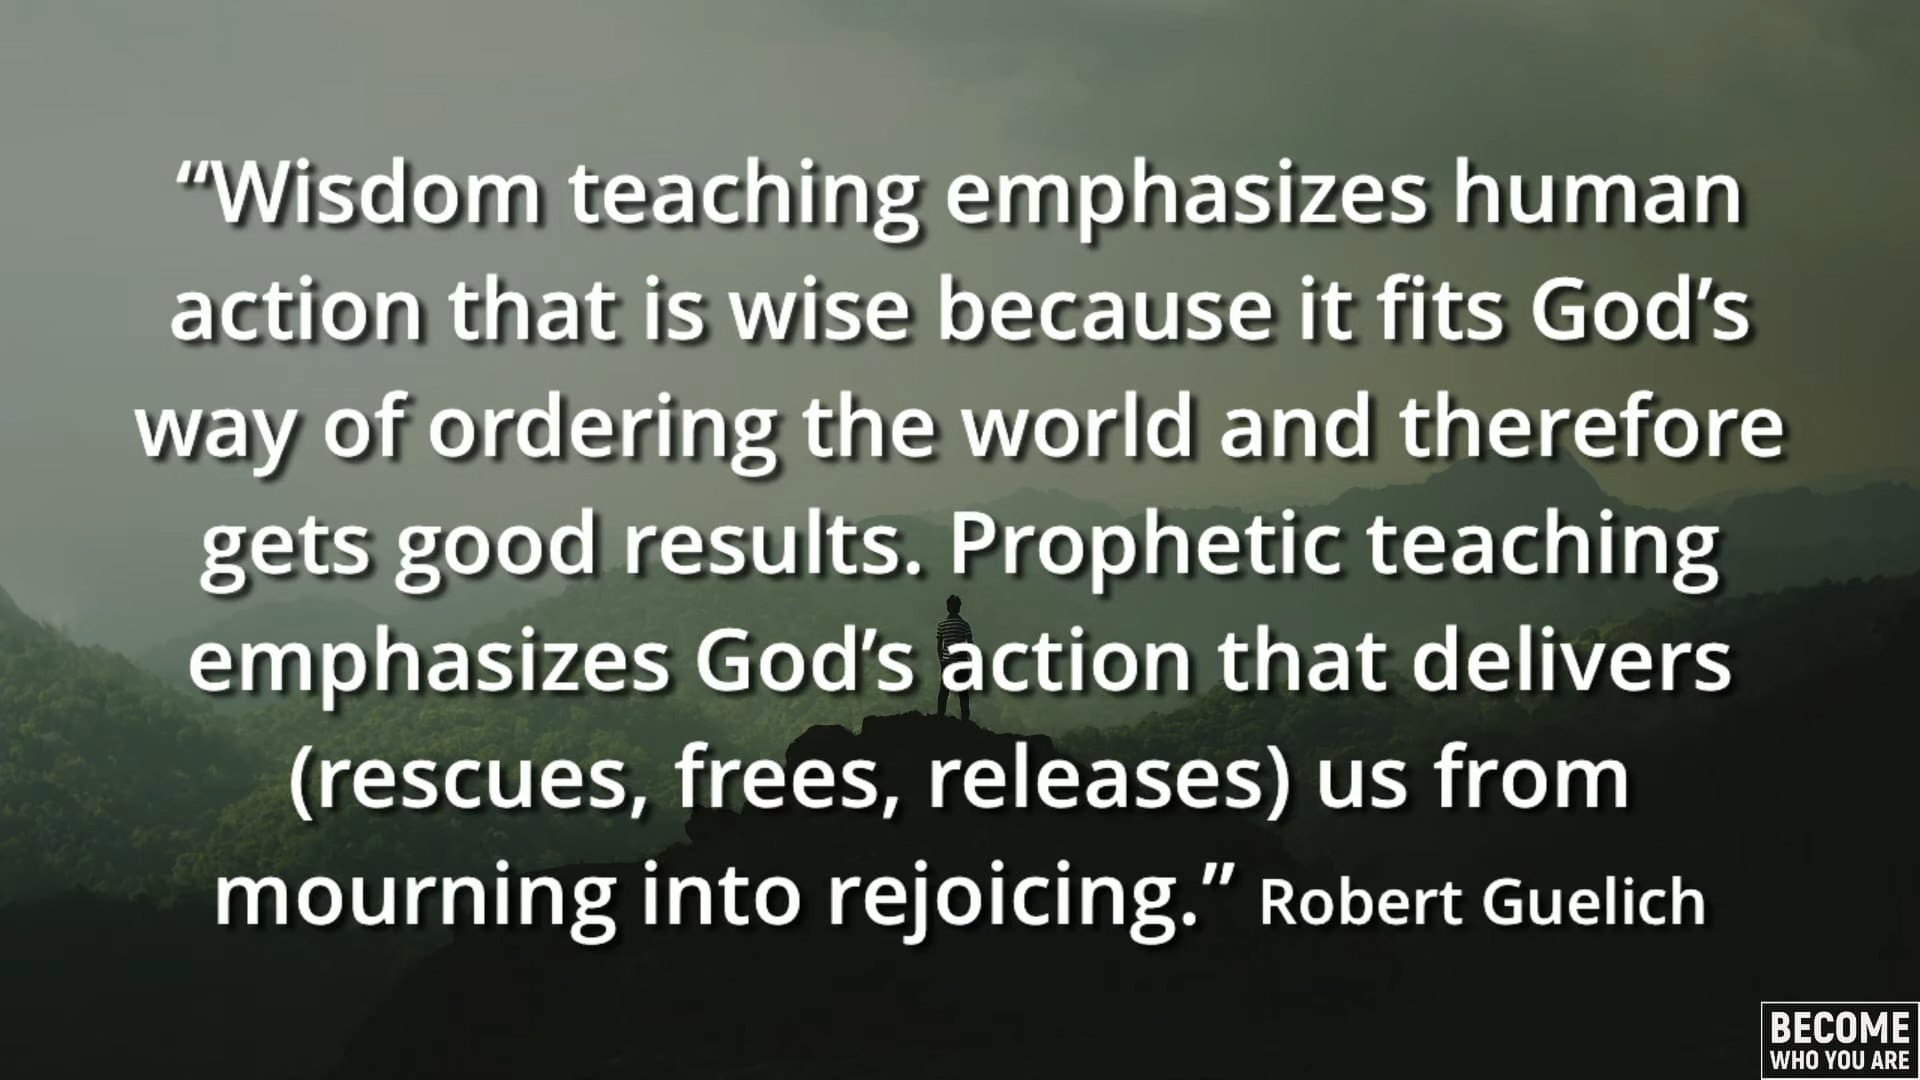 “Wisdom teaching emphasizes human
action that is wise because it fits God’s
way of ordering the world and therefore
gets good results. Prophetic teaching
emphasizes God’s action that delivers
(rescues, frees, releases) us from
mourning into rejoicing.” Robert Guelich
BECOME
WHO YOU ARE